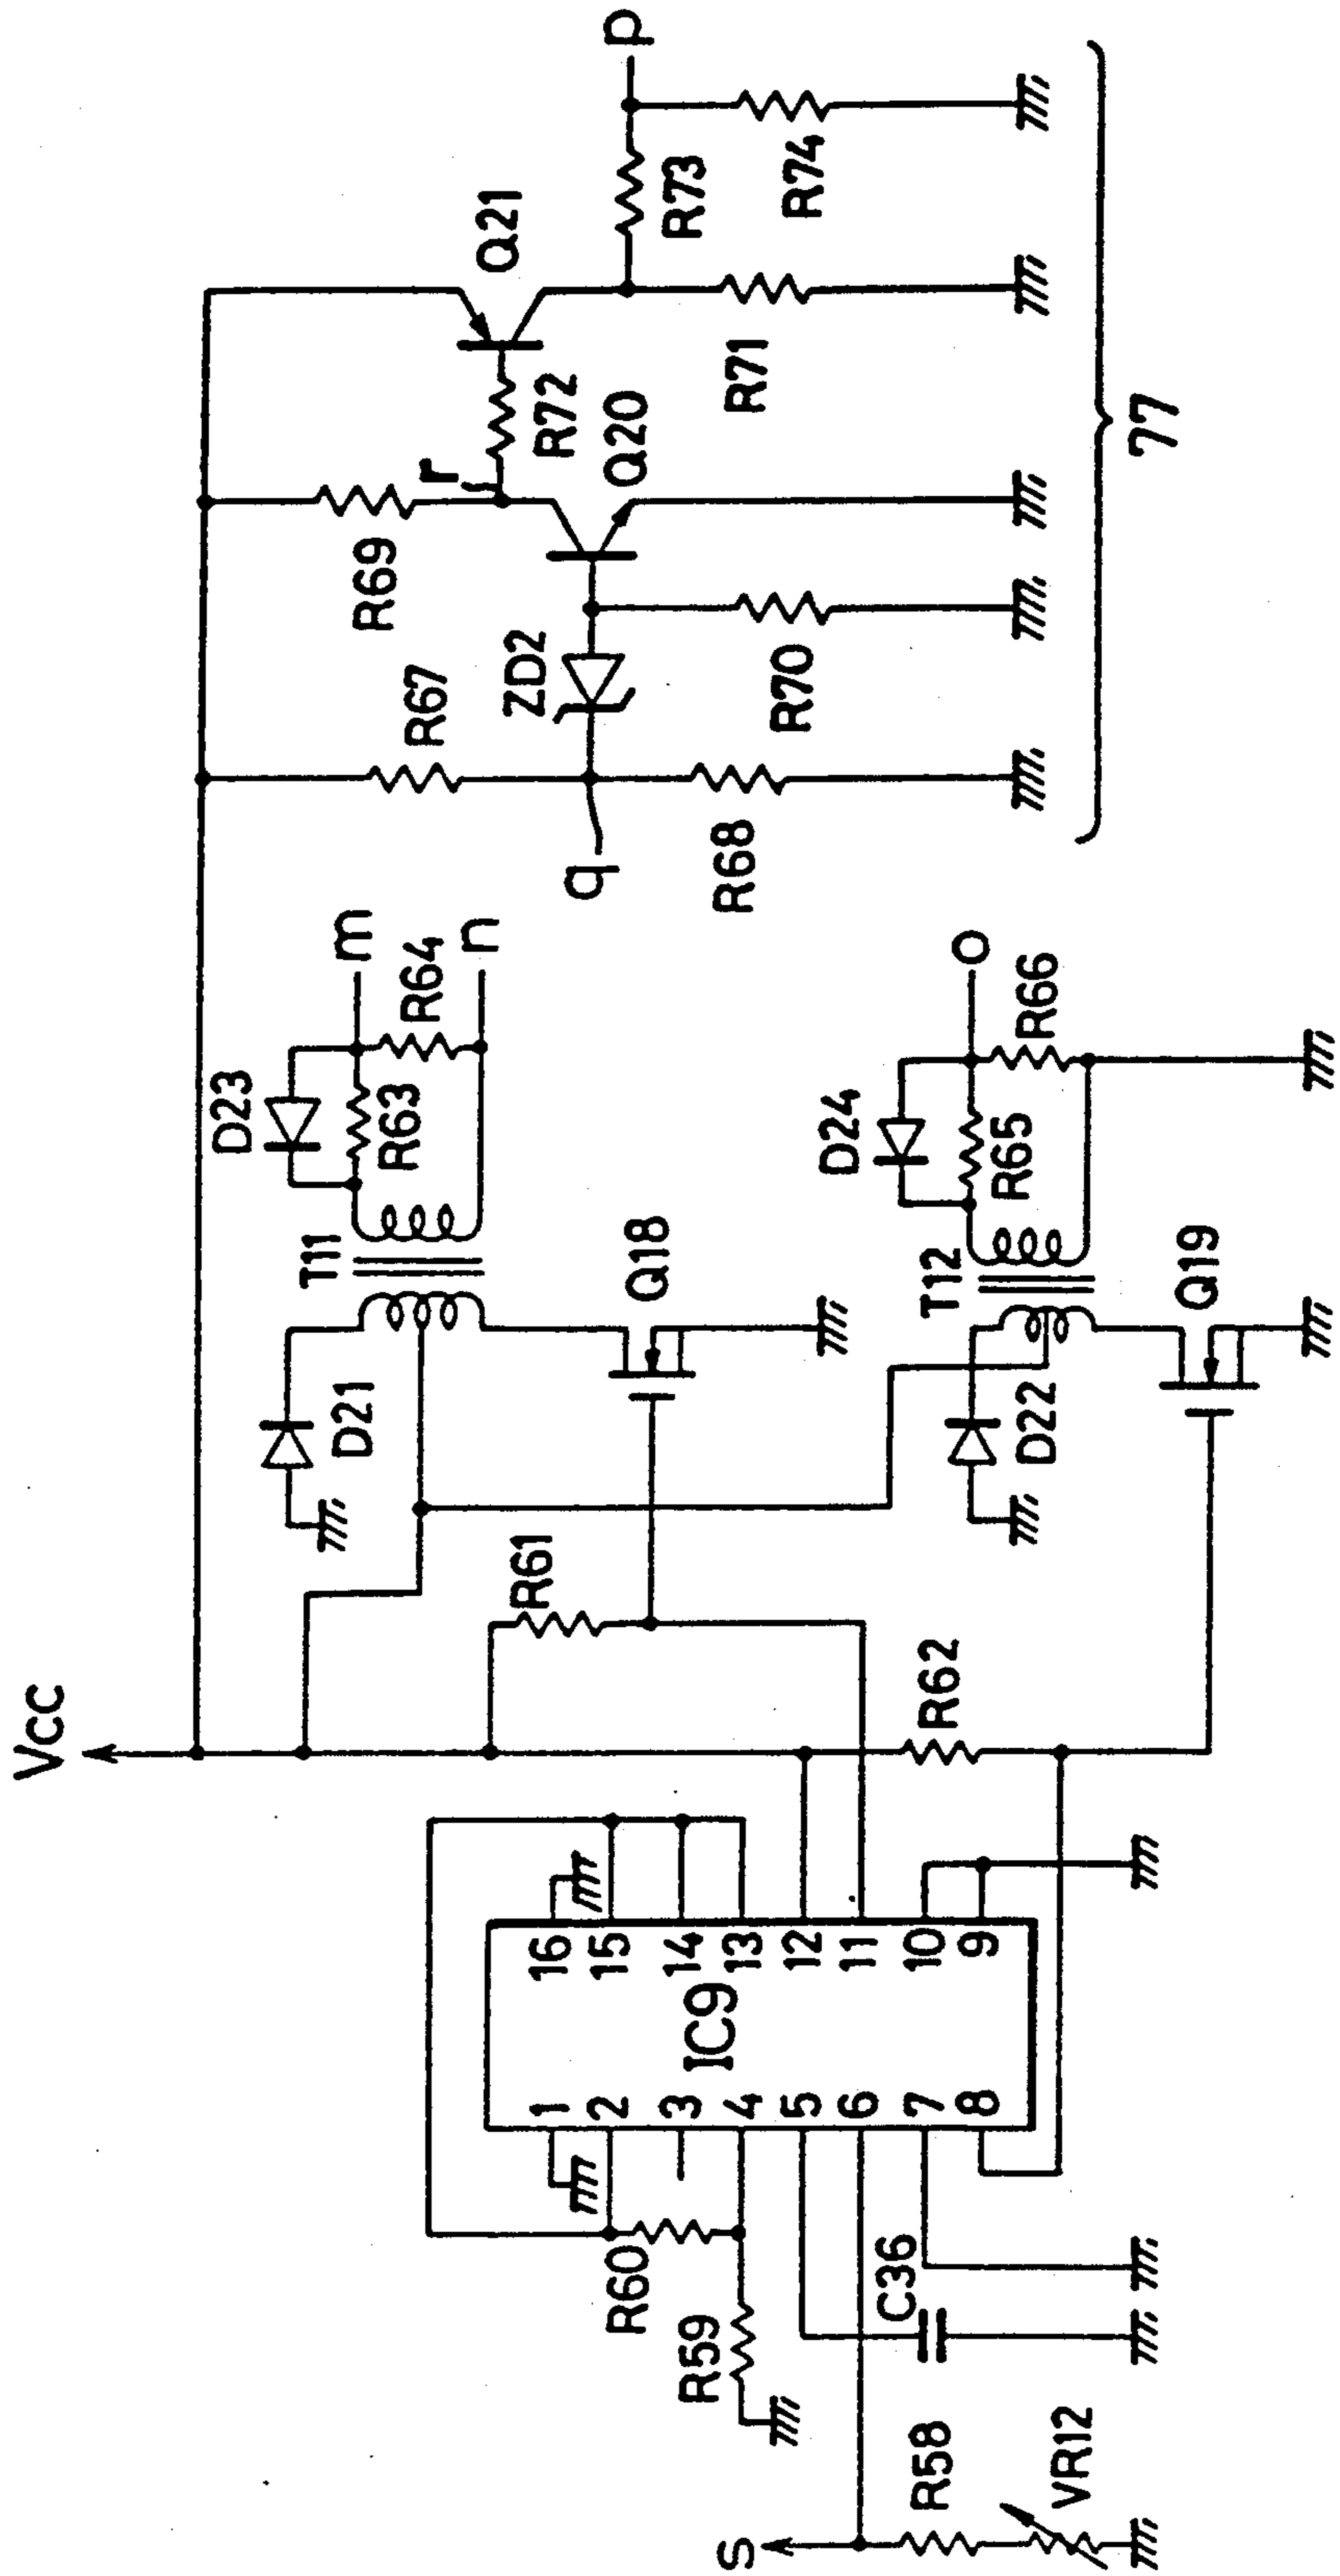 Vcc
D23
m
R63
R64
n
T11
D21
Q18
R61
D24
o
R65
R66
T12
D22
Q19
R62
R67
R69
r
R72
Q21
ZD2
Q20
q
R68
R70
R71
R73
p
R74
77
1
2
3
4
5
6
7
8
IC9
16
15
14
13
12
11
10
9
R60
R59
C36
s
R58
VR12